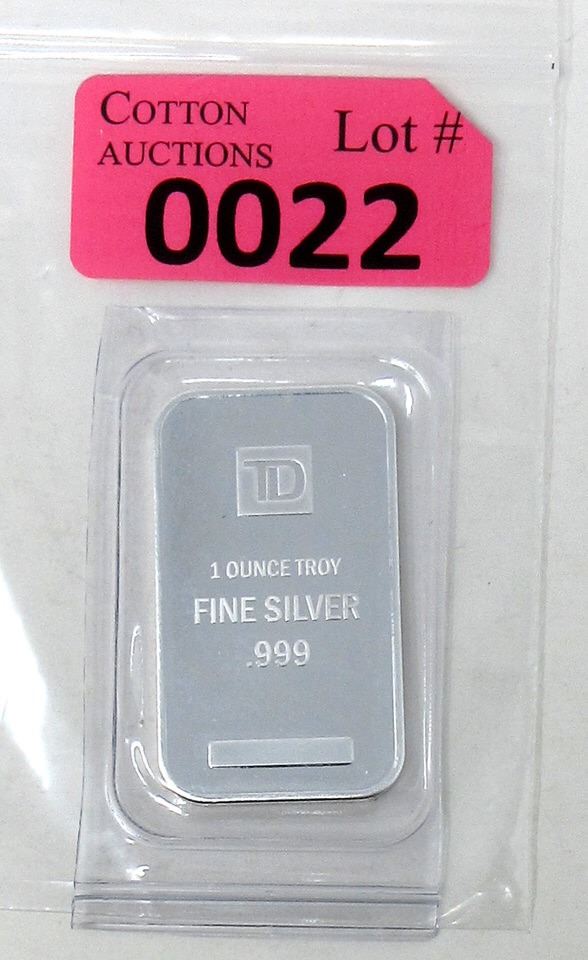 COTTON
AUCTIONS
Lot #
0022
TD
1 OUNCE TROY
FINE SILVER
.999